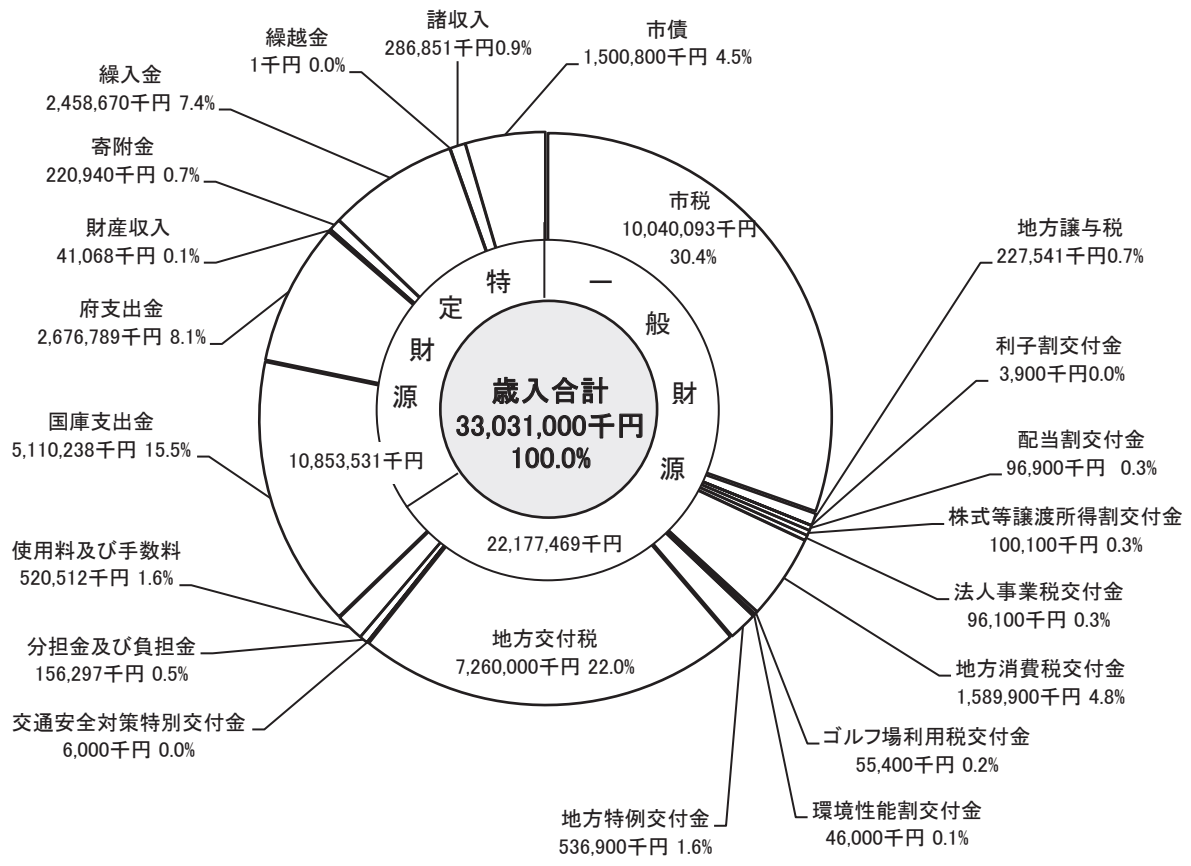 諸収入
286,851千円0.9%
市債
1,500,800千円 4.5%
繰越金
1千円 0.0%
繰入金
2,458,670千円 7.4%
寄附金
220,940千円 0.7%
財産収入
41,068千円 0.1%
府支出金
2,676,789千円 8.1%
国庫支出金
5,110,238千円 15.5%
使用料及び手数料
520,512千円 1.6%
分担金及び負担金
156,297千円 0.5%
交通安全対策特別交付金
6,000千円 0.0%
市税
10,040,093千円
30.4%
地方譲与税
227,541千円0.7%
利子割交付金
3,900千円0.0%
配当割交付金
96,900千円 0.3%
株式等譲渡所得割交付金
100,100千円 0.3%
法人事業税交付金
96,100千円 0.3%
地方消費税交付金
1,589,900千円 4.8%
ゴルフ場利用税交付金
55,400千円 0.2%
環境性能割交付金
46,000千円 0.1%
地方特例交付金
536,900千円 1.6%
地方交付税
7,260,000千円 22.0%
特定財源
10,853,531千円
一般財源
22,177,469千円
歳入合計
33,031,000千円
100.0%